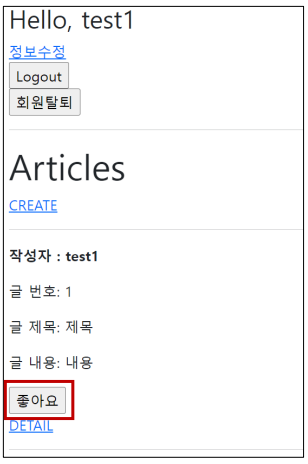 Hello, test1
정보수정
Logout
회원탈퇴
Articles
CREATE
작성자 : test1
글 번호: 1
글 제목: 제목
글 내용: 내용
좋아요
DETAIL